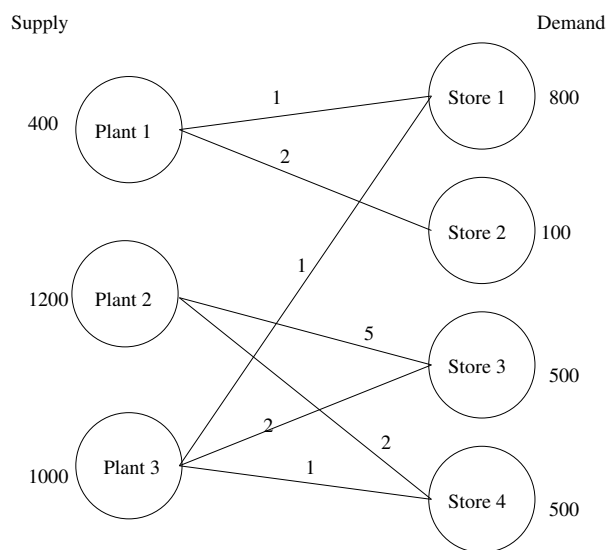 Supply
Demand
400
Plant 1
1
Store 1
800
2
Store 2
100
1
1200
Plant 2
5
Store 3
500
2
2
1000
Plant 3
1
Store 4
500